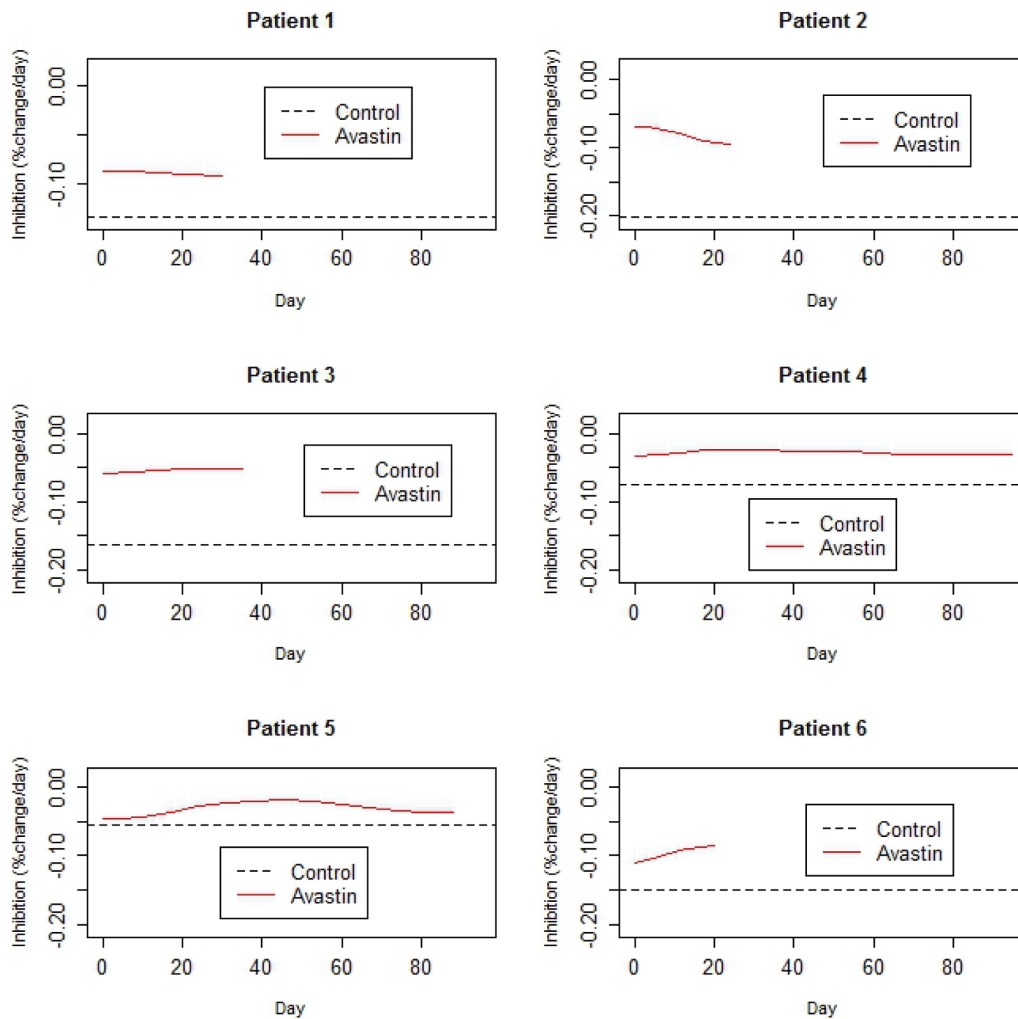 Patient 1
Inhibition (%change/day)
0.00
-0.10
Control
Avastin
0 20 40 60 80
Day
Patient 2
Inhibition (%change/day)
0.00
-0.10
-0.20
Control
Avastin
0 20 40 60 80
Day
Patient 3
Inhibition (%change/day)
0.00
-0.10
-0.20
Control
Avastin
0 20 40 60 80
Day
Patient 4
Inhibition (%change/day)
0.00
-0.10
-0.20
Control
Avastin
0 20 40 60 80
Day
Patient 5
Inhibition (%change/day)
0.00
-0.10
-0.20
Control
Avastin
0 20 40 60 80
Day
Patient 6
Inhibition (%change/day)
0.00
-0.10
-0.20
Control
Avastin
0 20 40 60 80
Day